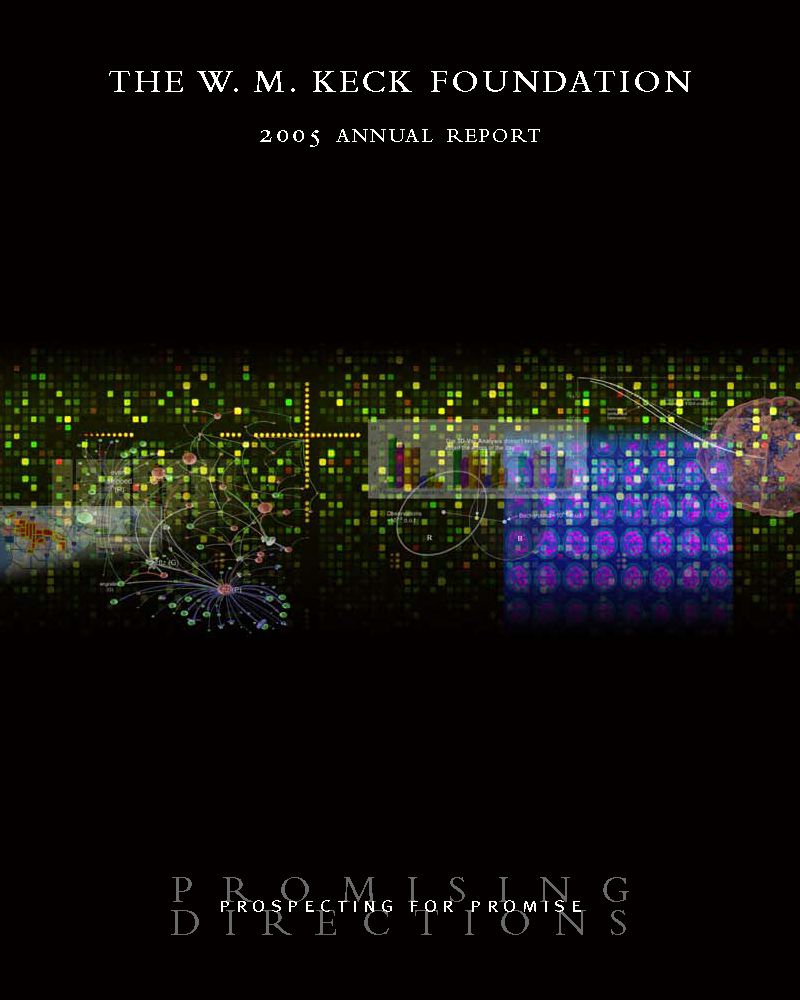 THE W. M. KECK FOUNDATION
2005 ANNUAL REPORT
R
PROMISING
PROSPECTING FOR PROMISE
DIRECTIONS